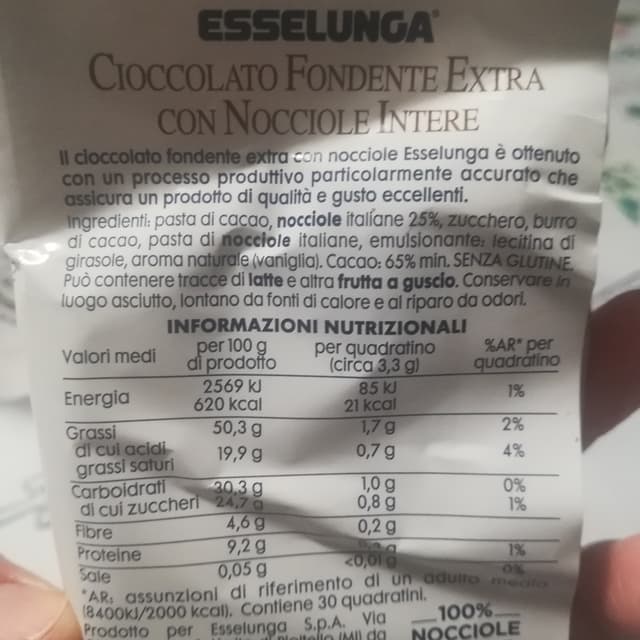 ESSELUNGA®
CIOCCOLATO FONDENTE EXTRA
CON NOCCIOLE INTERE
Il cioccolato fondente extra con nocciole Esselunga è ottenuto
con un processo produttivo particolarmente accurato che
assicura un prodotto di qualità e gusto eccellenti.
Ingredienti: pasta di cacao, nocciole italiane 25%, zucchero, burro
di cacao, pasta di nocciole italiane, emulsionante: lecitina di
girasole, aroma naturale (vaniglia). Cacao: 65% min. SENZA GLUTINE.
Può contenere tracce di latte e altra frutta a guscio. Conservare in
luogo asciutto, lontano da fonti di calore e al riparo da odori.
INFORMAZIONI NUTRIZIONALI
Valori medi per 100 g di prodotto per quadratino (circa 3,3 g) %AR* per quadratino
Energia 2569 kJ 620 kcal 85 kJ 21 kcal 1%
Grassi 50,3 g 1,7 g 2%
di cui acidi grassi saturi 19,9 g 0,7 g 4%
Carboidrati 30,3 g 1,0 g 0%
di cui zuccheri 24,7 g 0,8 g 1%
Fibre 4,6 g 0,2 g
Proteine 9,2 g 1%
Sale 0,05 g <0,01 g 0%
*AR: assunzioni di riferimento di un adulto medio
(8400kJ/2000 kcal). Contiene 30 quadratini.
Prodotto per Esselunga S.p.A. Via
(MI) da
100%
NOCCIOLE